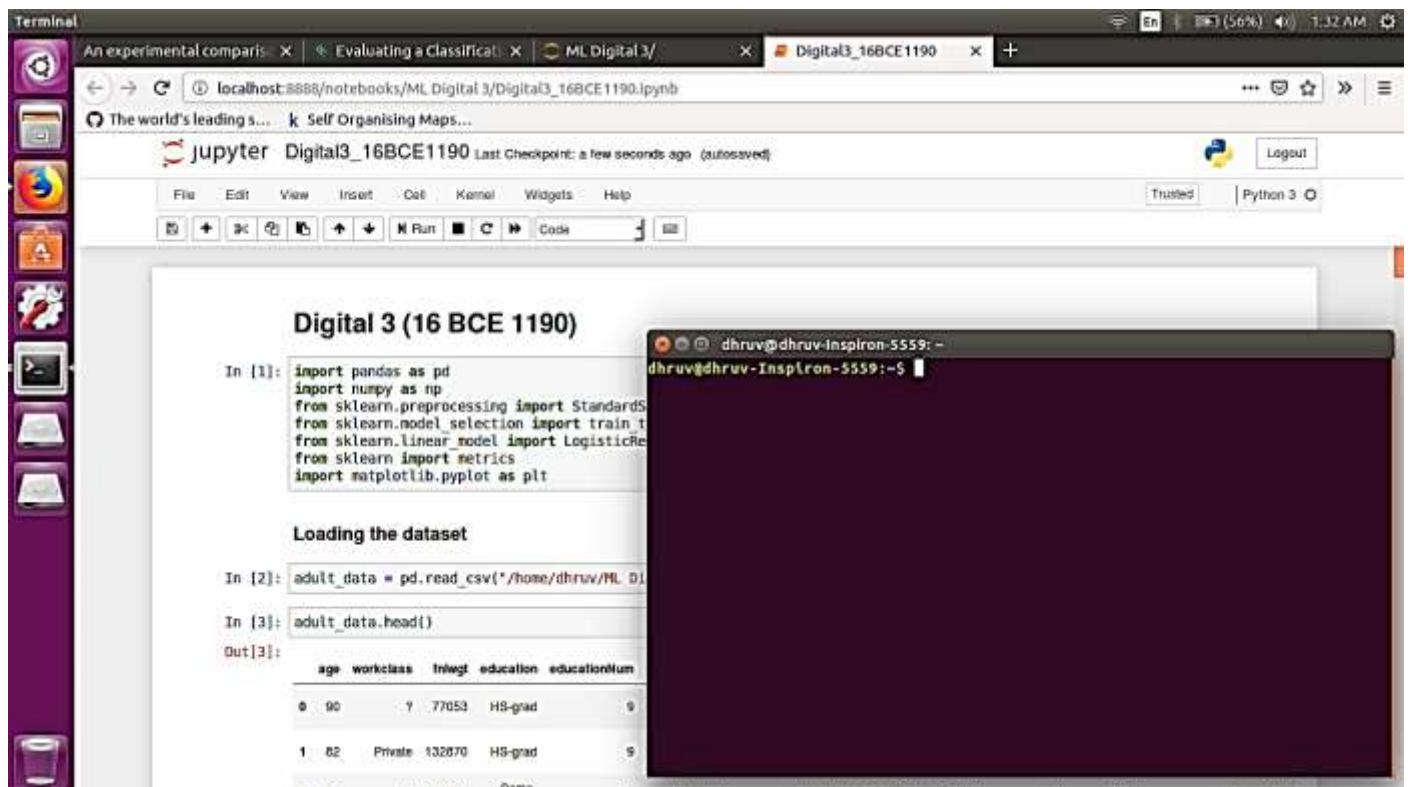 Terminal
En (56%) 1:32 AM
An experimental comparis
Evaluating a Classificati
ML Digital 3/
Digital3_16BCE1190
localhost:8888/notebooks/ML Digital 3/Digital3_16BCE1190.ipynb
The world's leading s...
k Self Organising Maps...
jupyter Digital3_16BCE1190 Last Checkpoint: a few seconds ago (autosaved)
Logout
File Edit View Insert Cell Kernel Widgets Help
Trusted Python 3
Run Code
Digital 3 (16 BCE 1190)
In [1]: import pandas as pd
import numpy as np
from sklearn.preprocessing import StandardS
from sklearn.model_selection import train_t
from sklearn.linear_model import LogisticRe
from sklearn import metrics
import matplotlib.pyplot as plt
Loading the dataset
In [2]: adult_data = pd.read_csv("/home/dhruv/ML Di
In [3]: adult_data.head()
Out[3]:
age workclass fnlwgt education educationNum
0 90 ? 77053 HS-grad 9
1 82 Private 132870 HS-grad 9
dhruv@dhruv-Inspiron-5559: ~
dhruv@dhruv-Inspiron-5559:~$